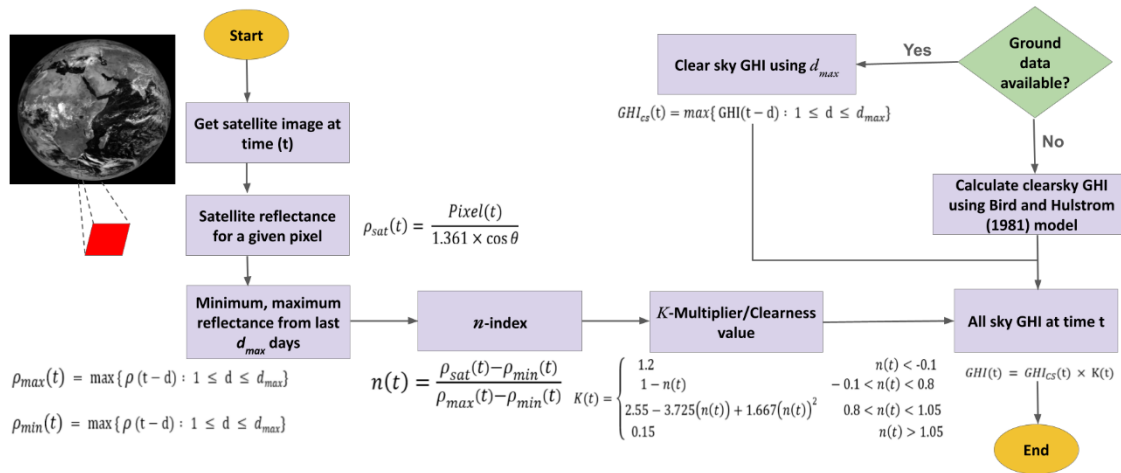 Start
Get satellite image at
time (t)
Satellite reflectance
for a given pixel
ρsat(t) = Pixel(t) / 1.361 × cos θ
Minimum, maximum
reflectance from last
dmax days
ρmax(t) = max{ρ (t−d) : 1 ≤ d ≤ dmax}
ρmin(t) = max{ρ (t−d) : 1 ≤ d ≤ dmax}
n-index
n(t) = ρsat(t)−ρmin(t) / ρmax(t)−ρmin(t)
K-Multiplier/Clearness
value
K(t) = {
1.2 n(t) < -0.1
1 − n(t) − 0.1 < n(t) < 0.8
2.55 − 3.725(n(t)) + 1.667(n(t))² 0.8 < n(t) < 1.05
0.15 n(t) > 1.05
Ground
data
available?
Yes
Clear sky GHI using dmax
GHIcs(t) = max{GHI(t−d) : 1 ≤ d ≤ dmax}
No
Calculate clearsky GHI
using Bird and Hulstrom
(1981) model
All sky GHI at time t
GHI(t) = GHIcs(t) × K(t)
End